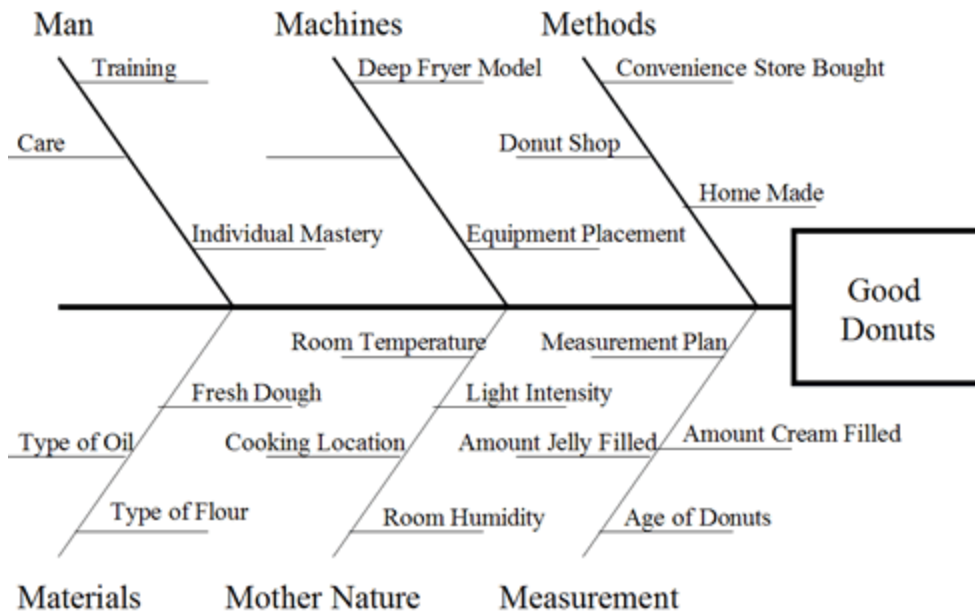 Man
Machines
Methods
Training
Deep Fryer Model
Convenience Store Bought
Care
Donut Shop
Home Made
Individual Mastery
Equipment Placement
Good
Donuts
Room Temperature
Measurement Plan
Fresh Dough
Light Intensity
Type of Oil
Cooking Location
Amount Jelly Filled
Amount Cream Filled
Type of Flour
Room Humidity
Age of Donuts
Materials
Mother Nature
Measurement